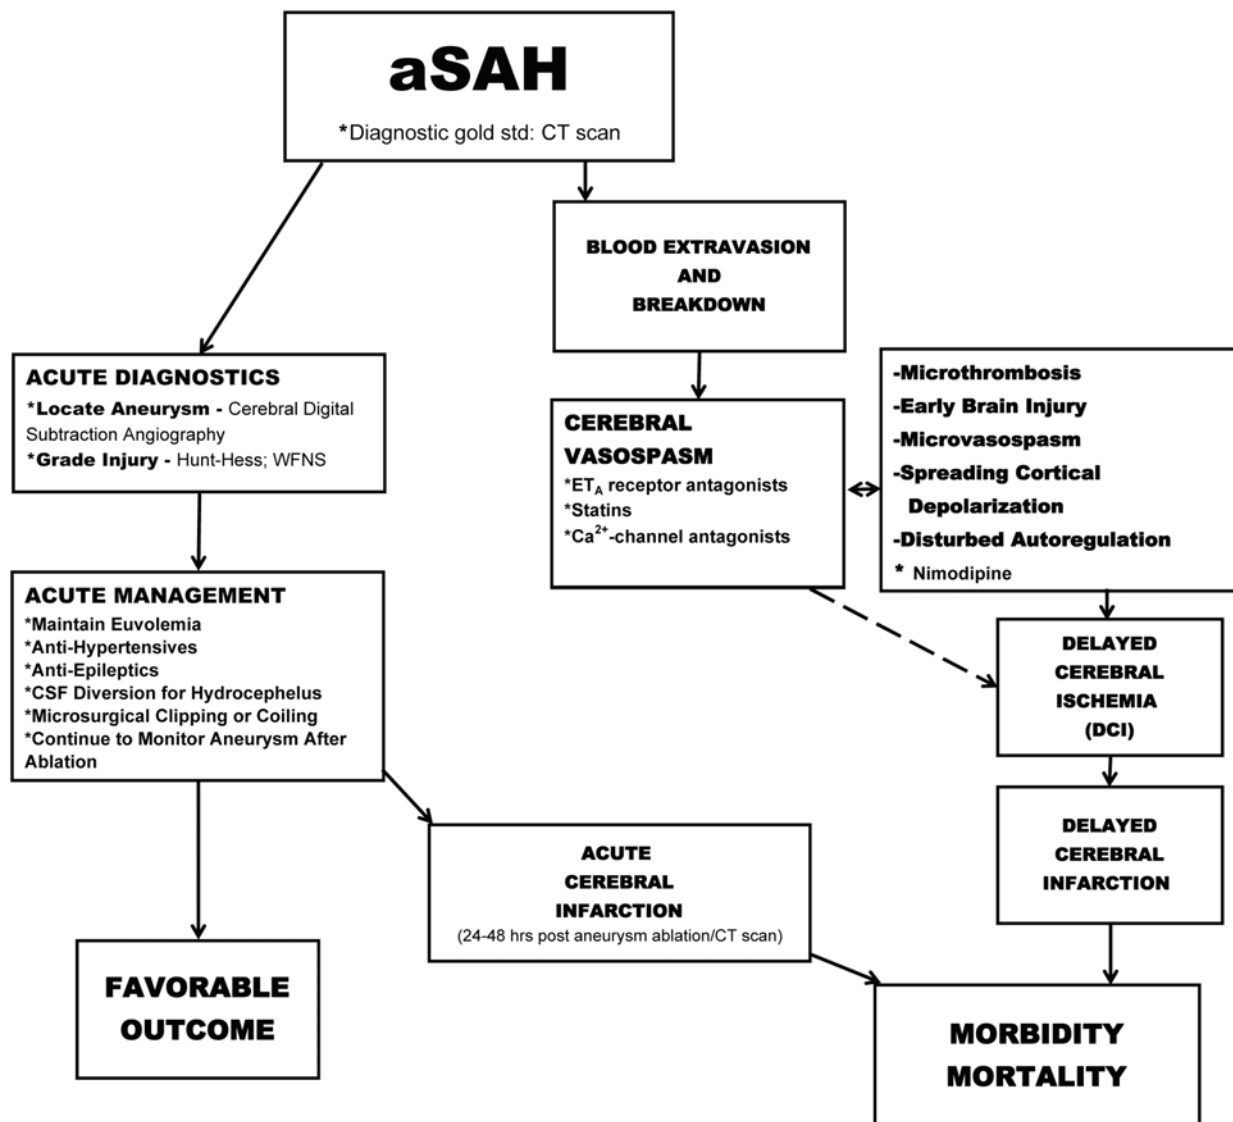 aSAH
*Diagnostic gold std: CT scan
BLOOD EXTRAVASION
AND
BREAKDOWN
ACUTE DIAGNOSTICS
*Locate Aneurysm - Cerebral Digital
Subtraction Angiography
*Grade Injury - Hunt-Hess; WFNS
CEREBRAL
VASOSPASM
*ETA receptor antagonists
*Statins
*Ca2+-channel antagonists
-Microthrombosis
-Early Brain Injury
-Microvasospasm
-Spreading Cortical
Depolarization
-Disturbed Autoregulation
* Nimodipine
ACUTE MANAGEMENT
*Maintain Euvolemia
*Anti-Hypertensives
*Anti-Epileptics
*CSF Diversion for Hydrocephelus
*Microsurgical Clipping or Coiling
*Continue to Monitor Aneurysm After
Ablation
DELAYED
CEREBRAL
ISCHEMIA
(DCI)
DELAYED
CEREBRAL
INFARCTION
ACUTE
CEREBRAL
INFARCTION
(24-48 hrs post aneurysm ablation/CT scan)
FAVORABLE
OUTCOME
MORBIDITY
MORTALITY